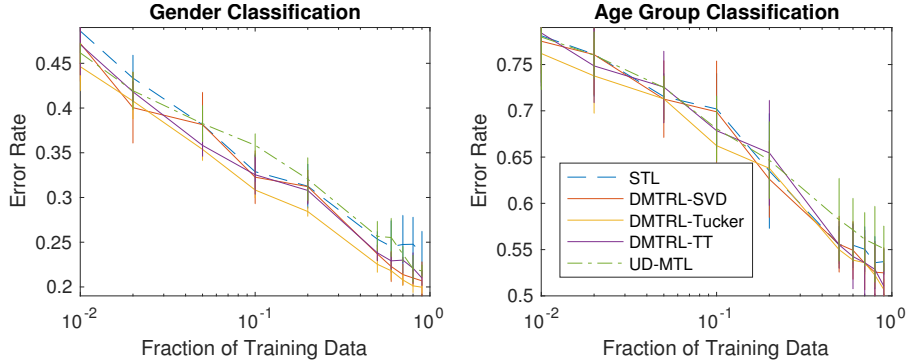 Gender Classification
Error Rate
0.45
0.4
0.35
0.3
0.25
0.2
10^-2
10^-1
10^0
Fraction of Training Data
Age Group Classification
Error Rate
0.75
0.7
0.65
0.6
0.55
0.5
STL
DMTRL-SVD
DMTRL-Tucker
DMTRL-TT
UD-MTL
10^-2
10^-1
10^0
Fraction of Training Data